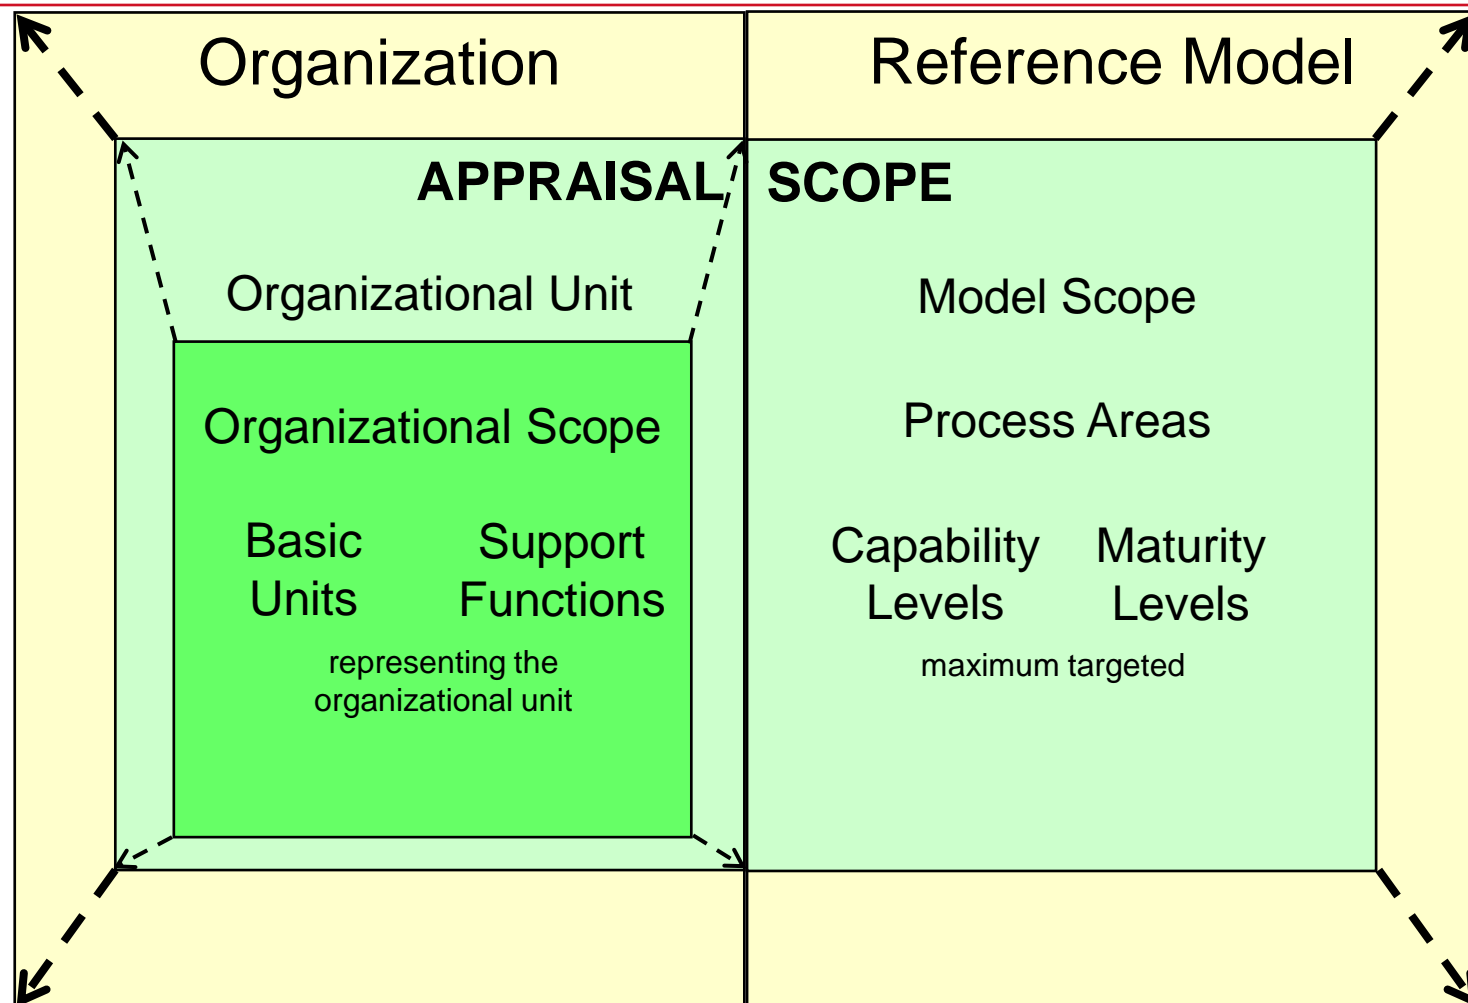 Organization
Reference Model
APPRAISAL SCOPE
Organizational Unit
Organizational Scope
Basic
Units
Support
Functions
representing the
organizational unit
Model Scope
Process Areas
Capability
Levels
Maturity
Levels
maximum targeted